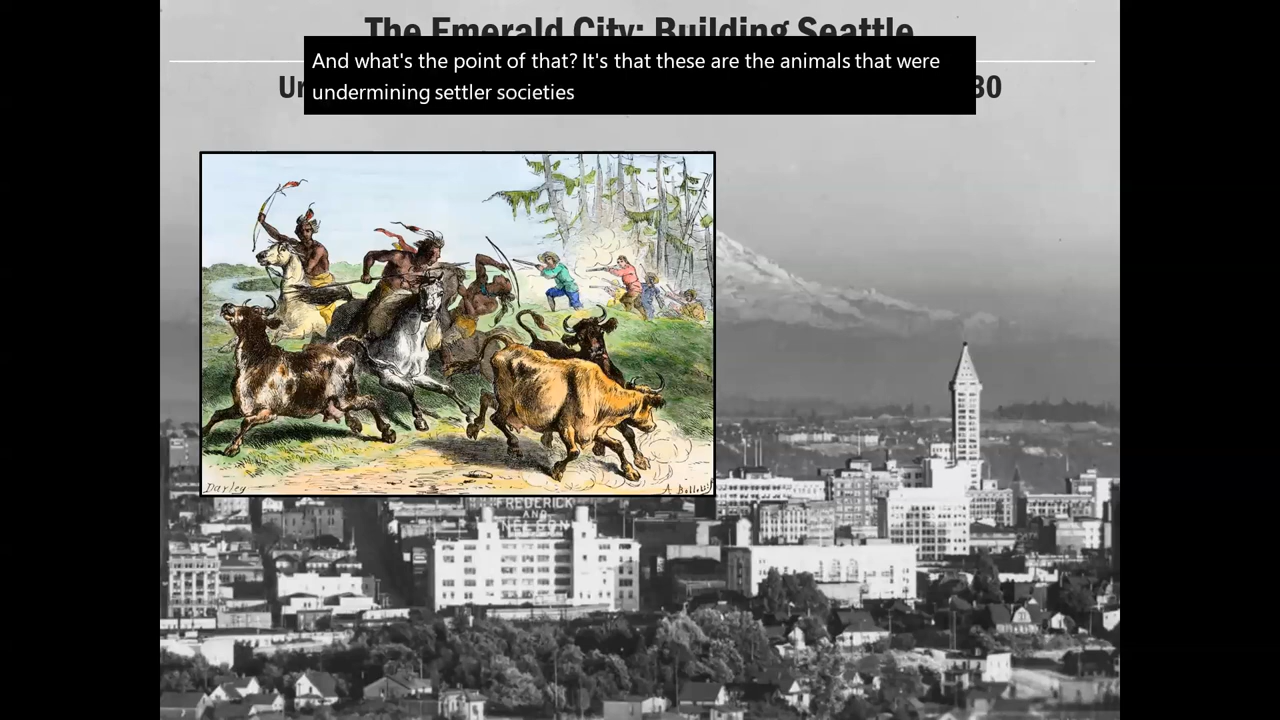 The Emerald City: Building Seattle
And what's the point of that? It's that these are the animals that were
undermining settler societies
30
Darley
FREDERICK
AND
NELSON